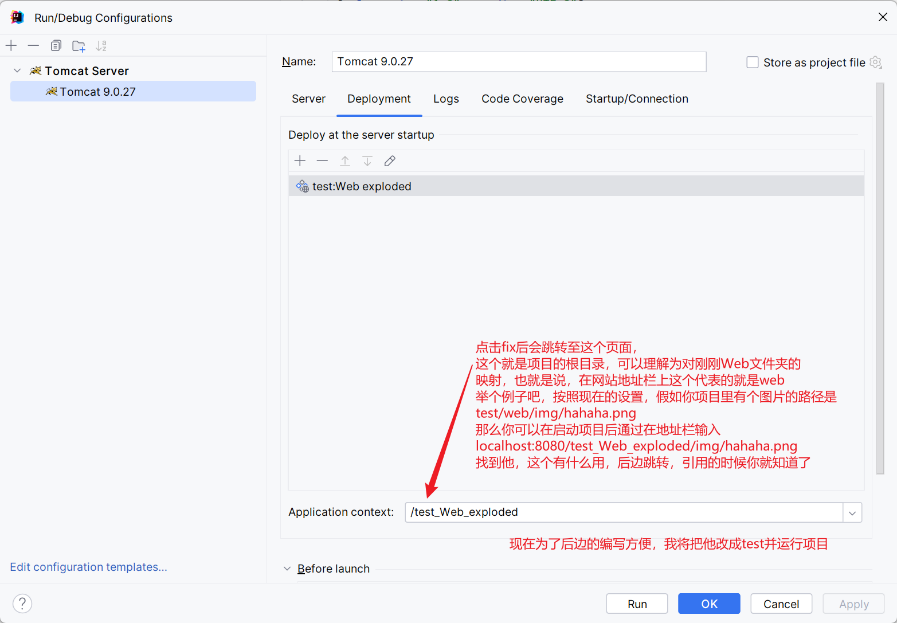 Run/Debug Configurations
Name:
Tomcat 9.0.27
Store as project file
Tomcat Server
Tomcat 9.0.27
Server
Deployment
Logs
Code Coverage
Startup/Connection
Deploy at the server startup
test:Web exploded
点击fix后会跳转至这个页面，
这个就是项目的根目录，可以理解为对刚刚Web文件夹的
映射，也就是说，在网站地址栏上这个代表的就是web
举个例子吧，按照现在的设置，假如你项目里有个图片的路径是
test/web/img/hahaha.png
那么你可以在启动项目后通过在地址栏输入
localhost:8080/test_Web_exploded/img/hahaha.png
找到他，这个有什么用，后边跳转，引用的时候你就知道了
Application context:
/test_Web_exploded
现在为了后边的编写方便，我将把他改成test并运行项目
Edit configuration templates...
Before launch
?
Run
OK
Cancel
Apply